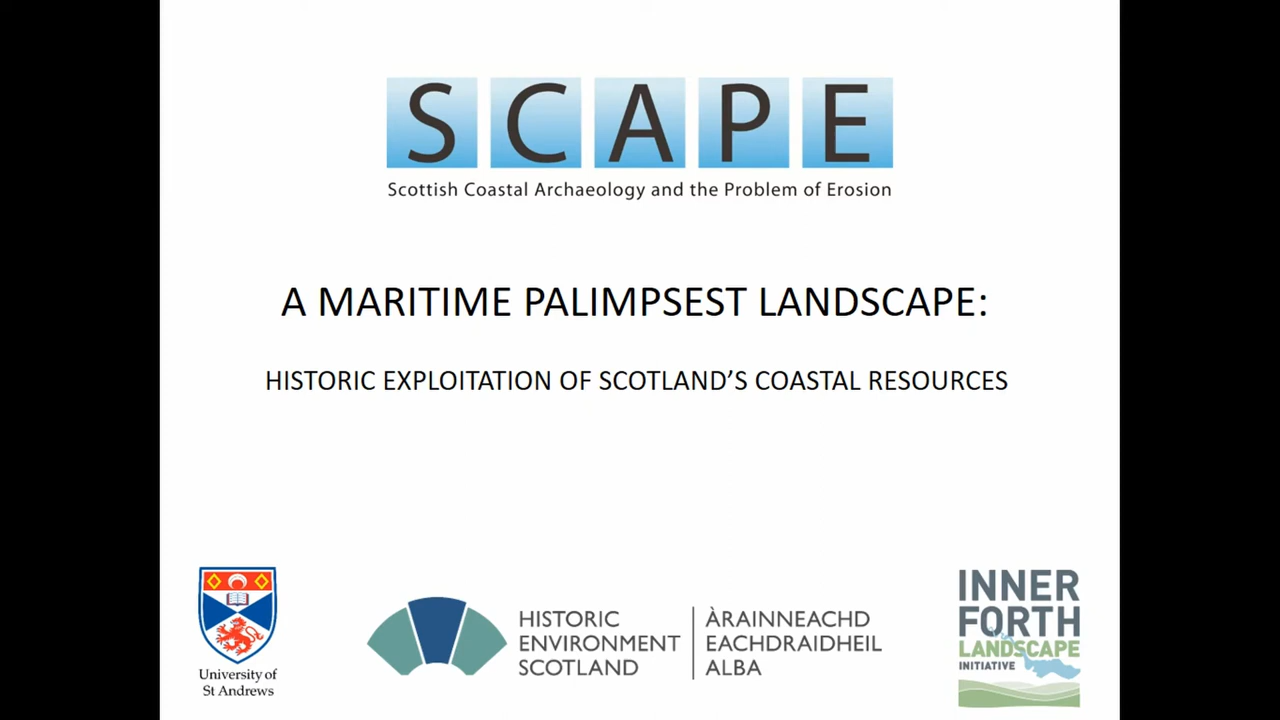 SCAPE
Scottish Coastal Archaeology and the Problem of Erosion
A MARITIME PALIMPSEST LANDSCAPE:
HISTORIC EXPLOITATION OF SCOTLAND'S COASTAL RESOURCES
University of
St Andrews
HISTORIC
ENVIRONMENT
SCOTLAND
ÀRAINNEACHD
EACHDRAIDHEIL
ALBA
INNER
FORTH
LANDSCAPE
INITIATIVE